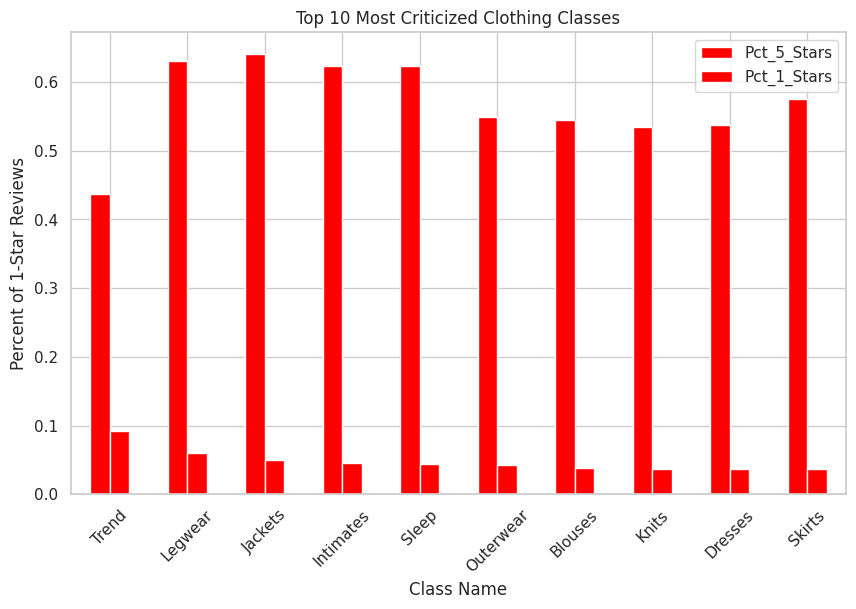 Top 10 Most Criticized Clothing Classes
Pct_5_Stars
Pct_1_Stars
Percent of 1-Star Reviews
0.6
0.5
0.4
0.3
0.2
0.1
0.0
Trend
Legwear
Jackets
Intimates
Sleep
Outerwear
Blouses
Knits
Dresses
Skirts
Class Name